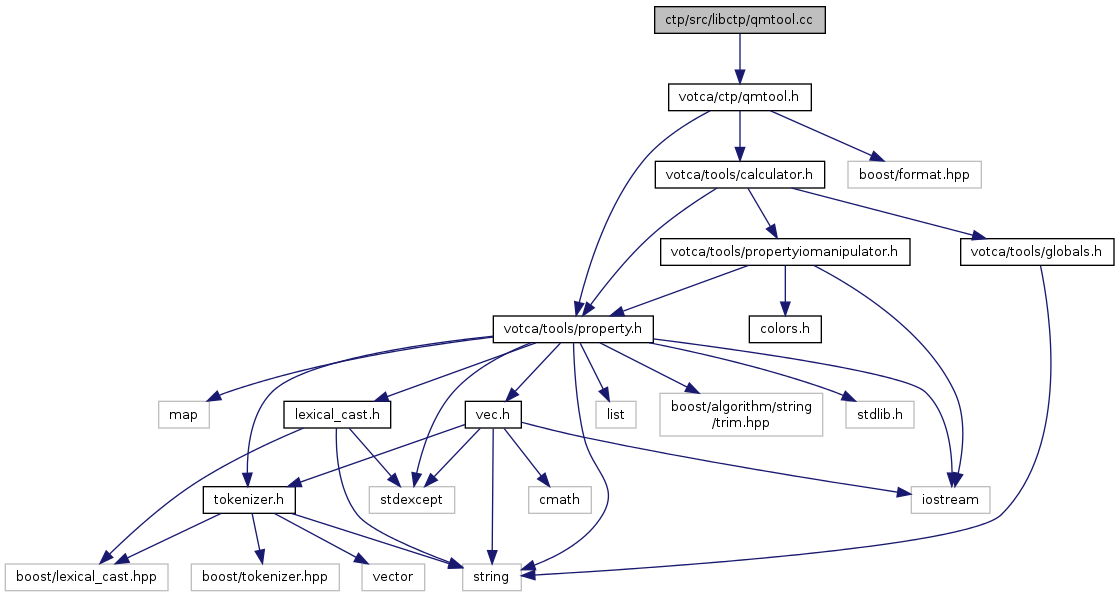 ctp/src/libctp/qmtool.cc
votca/ctp/qmtool.h
votca/tools/calculator.h
boost/format.hpp
votca/tools/propertyiomanipulator.h
votca/tools/globals.h
votca/tools/property.h
colors.h
map
lexical_cast.h
vec.h
list
boost/algorithm/string
/trim.hpp
stdlib.h
tokenizer.h
stdexcept
cmath
iostream
boost/lexical_cast.hpp
boost/tokenizer.hpp
vector
string